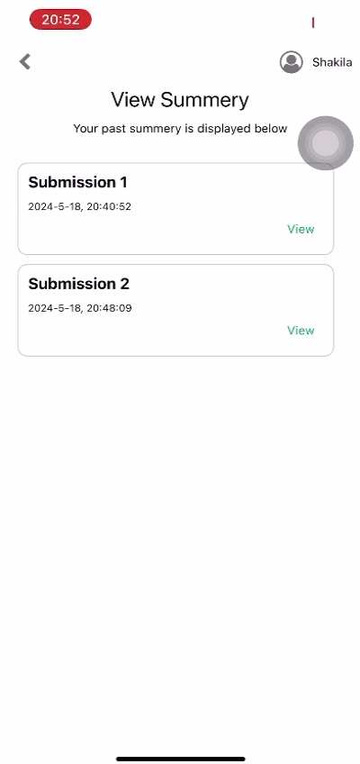 20:52
Shakila
View Summery
Your past summery is displayed below
Submission 1
2024-5-18, 20:40:52
View
Submission 2
2024-5-18, 20:48:09
View